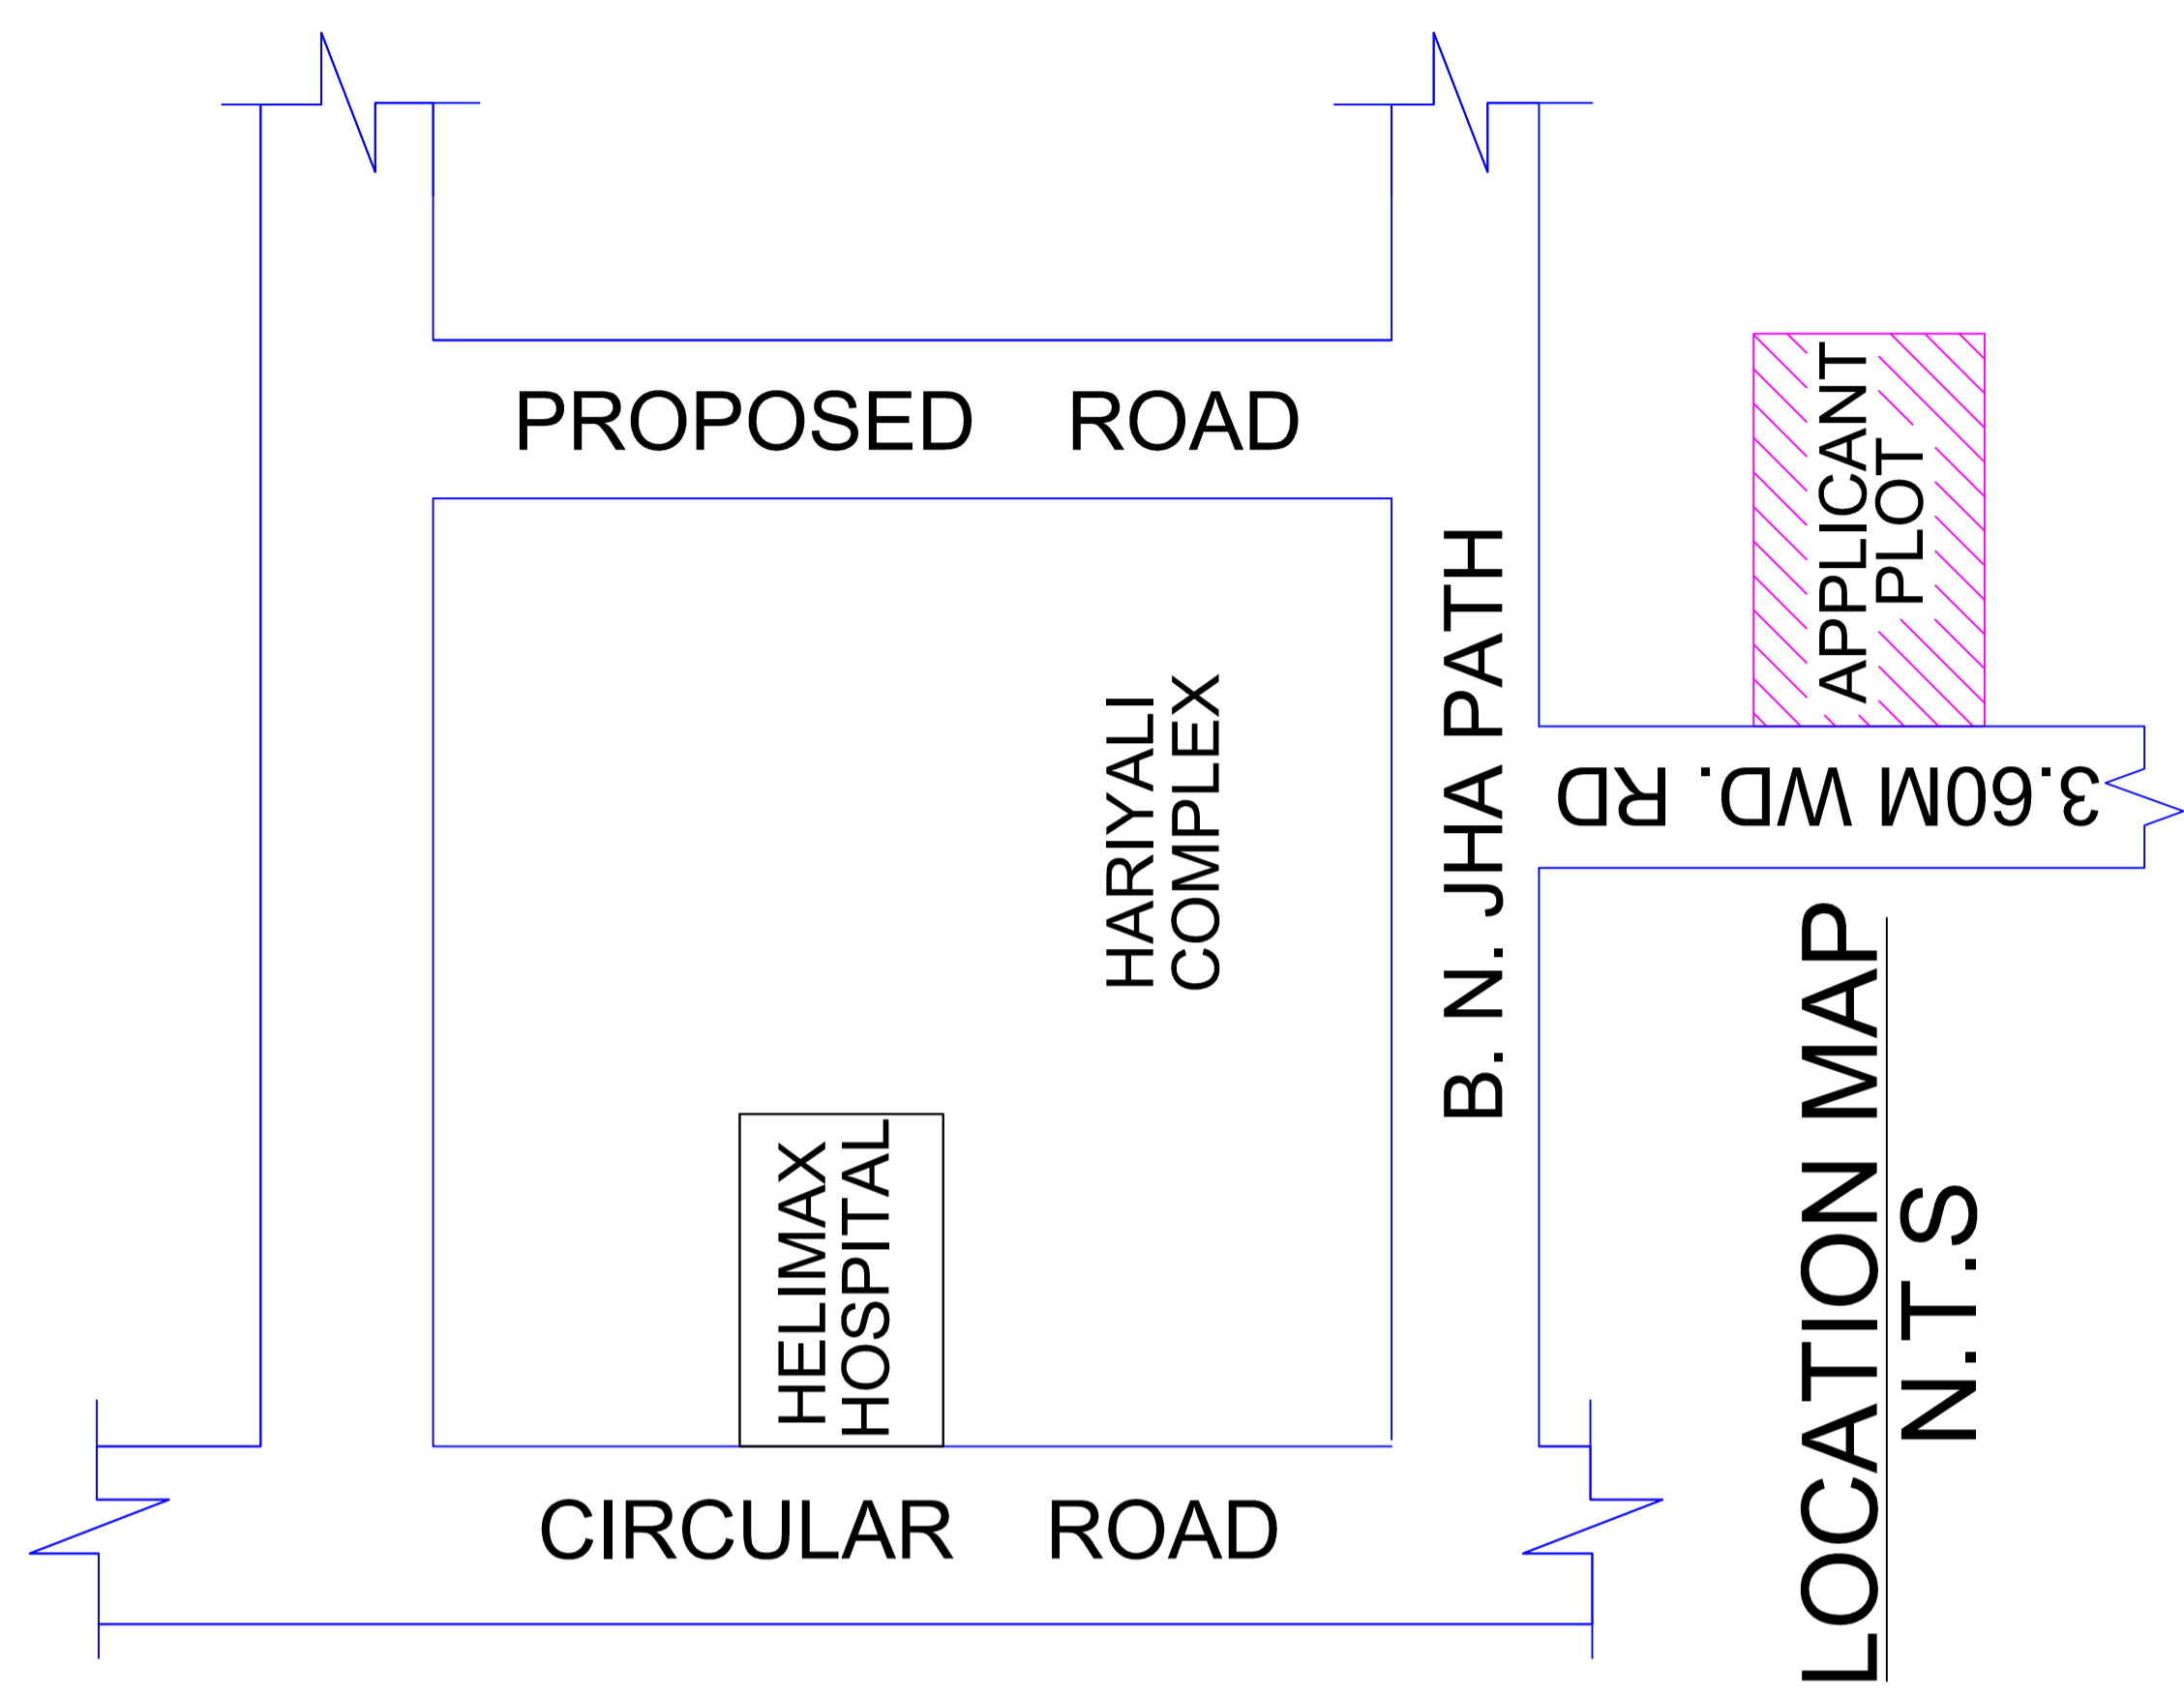 PROPOSED ROAD
APPLICANT
PLOT
HARIYALI
COMPLEX
B. N. JHA PATH
3.60M WD. RD
HELIMAX
HOSPITAL
CIRCULAR ROAD
LOCATION MAP
N.T.S